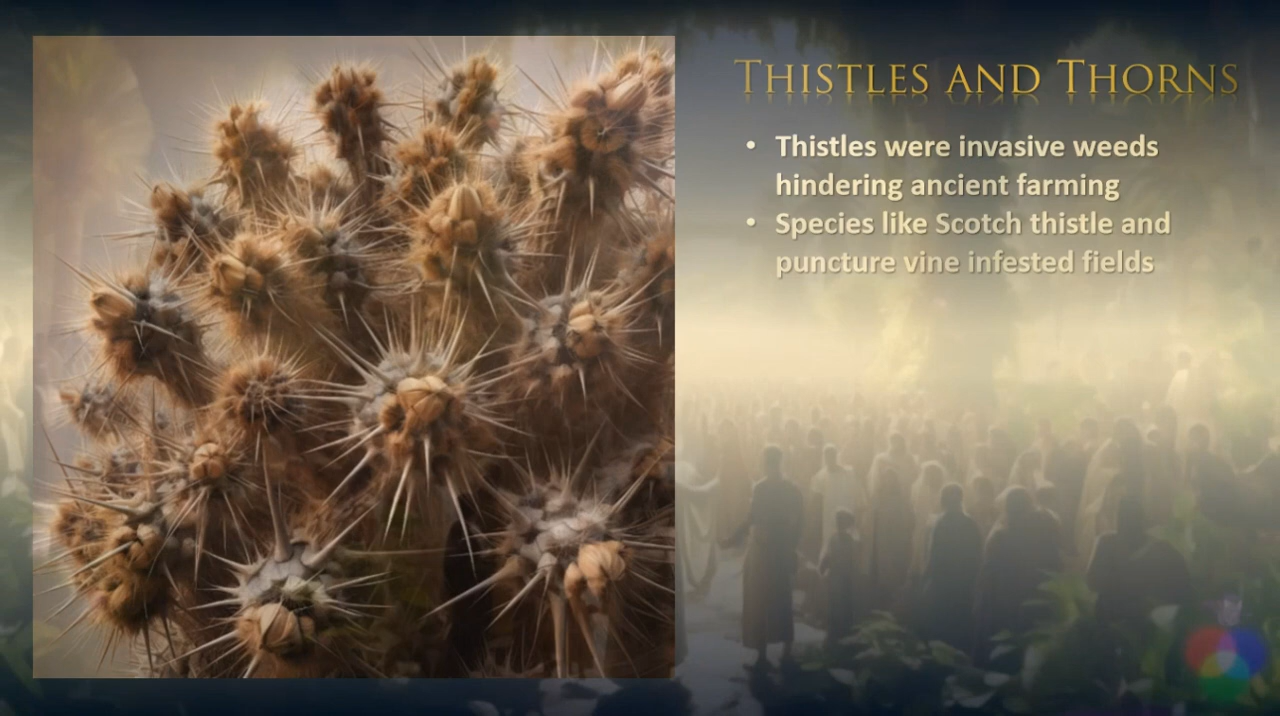 THISTLES AND THORNS
• Thistles were invasive weeds
hindering ancient farming
• Species like Scotch thistle and
puncture vine infested fields